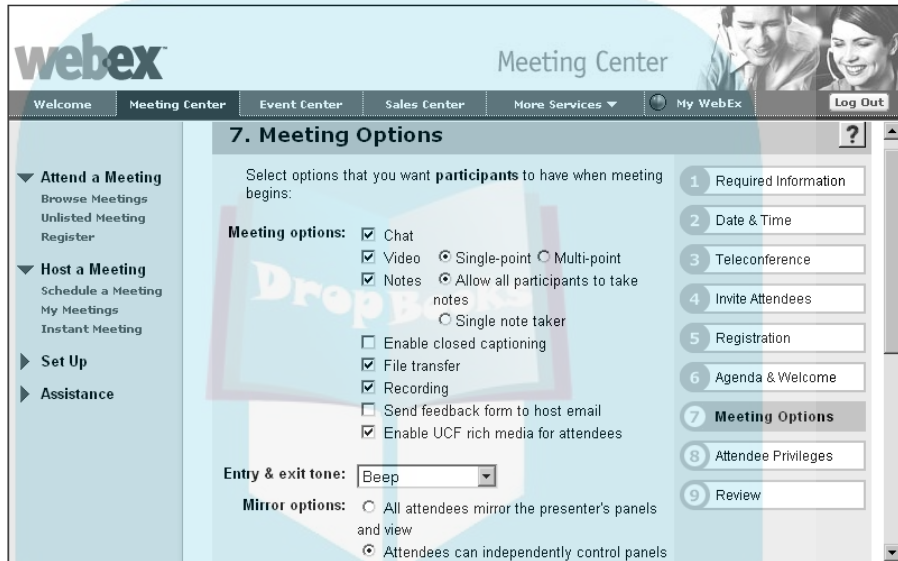 webex
Meeting Center
Welcome
Meeting Center
Event Center
Sales Center
More Services
My WebEx
Log Out
Attend a Meeting
Browse Meetings
Unlisted Meeting
Register
Host a Meeting
Schedule a Meeting
My Meetings
Instant Meeting
Set Up
Assistance
7. Meeting Options
?
Select options that you want participants to have when meeting
begins:
Meeting options:
Chat
Video Single-point Multi-point
Notes Allow all participants to take
notes
Single note taker
Enable closed captioning
File transfer
Recording
Send feedback form to host email
Enable UCF rich media for attendees
Entry & exit tone: Beep
Mirror options: All attendees mirror the presenter's panels
and view
Attendees can independently control panels
DropBooks
1 Required Information
2 Date & Time
3 Teleconference
4 Invite Attendees
5 Registration
6 Agenda & Welcome
7 Meeting Options
8 Attendee Privileges
9 Review